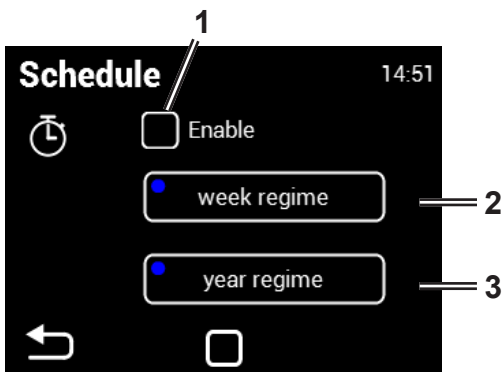 1
Schedule 14:51
Enable
week regime
2
year regime
3